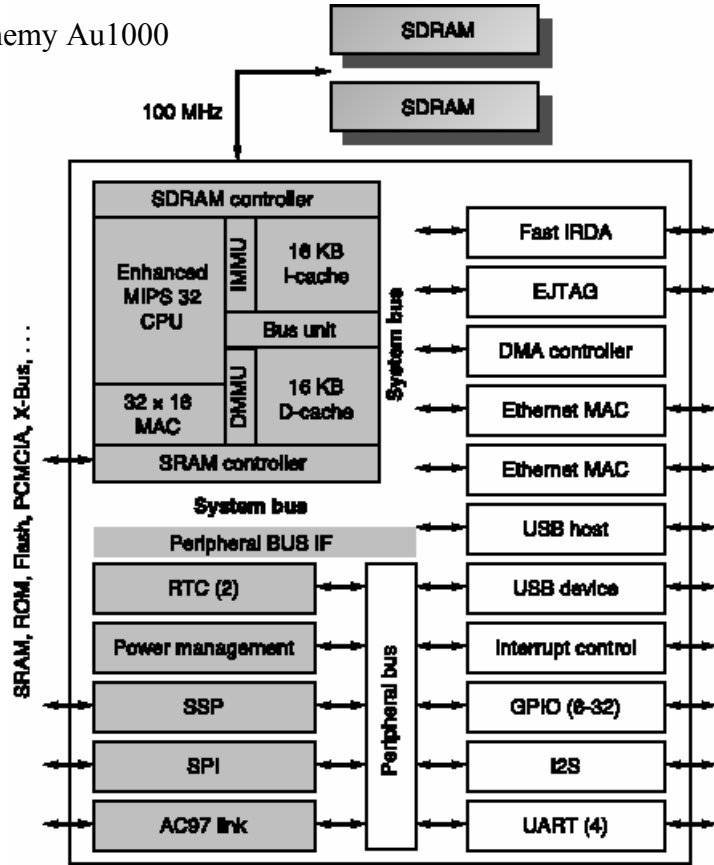 emy Au1000
SDRAM
SDRAM
100 MHz
SDRAM controller
Enhanced
MIPS 32
CPU
IMMU
16 KB
I-cache
Bus unit
32 x 16
MAC
DMMU
16 KB
D-cache
SRAM controller
System bus
System bus
Peripheral BUS IF
RTC (2)
Power management
SSP
SPI
AC97 link
Peripheral bus
Fast IRDA
EJTAG
DMA controller
Ethernet MAC
Ethernet MAC
USB host
USB device
Interrupt control
GPIO (6-32)
I2S
UART (4)
SRAM, ROM, Flash, PCMCIA, X-Bus, . . .